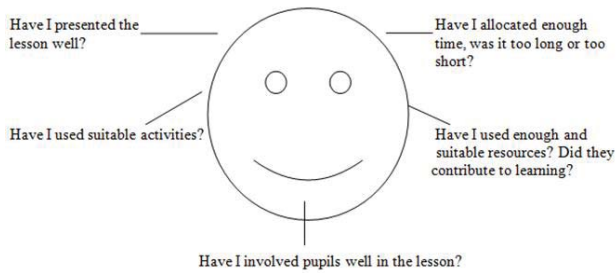 Have I presented the
lesson well?
Have I allocated enough
time, was it too long or too
short?
Have I used suitable activities?
Have I used enough and
suitable resources? Did they
contribute to learning?
Have I involved pupils well in the lesson?